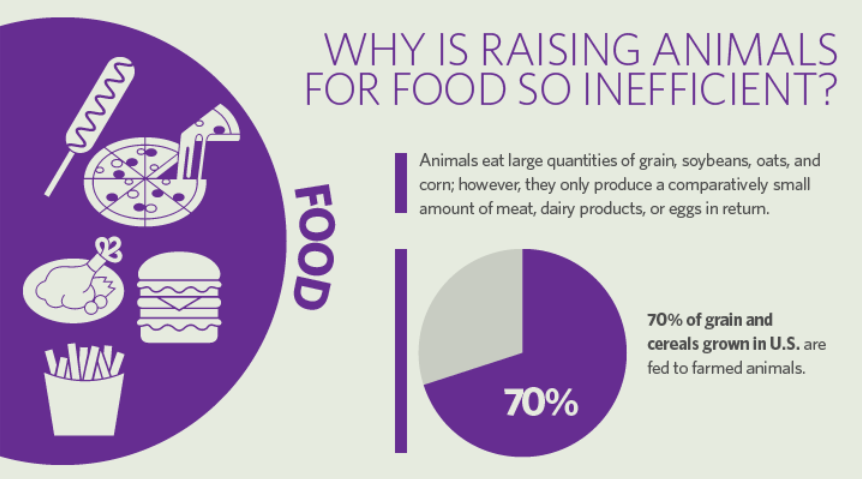 WHY IS RAISING ANIMALS
FOR FOOD SO INEFFICIENT?
Animals eat large quantities of grain, soybeans, oats, and
corn; however, they only produce a comparatively small
amount of meat, dairy products, or eggs in return.
FOOD
70% of grain and
cereals grown in U.S. are
fed to farmed animals.
70%